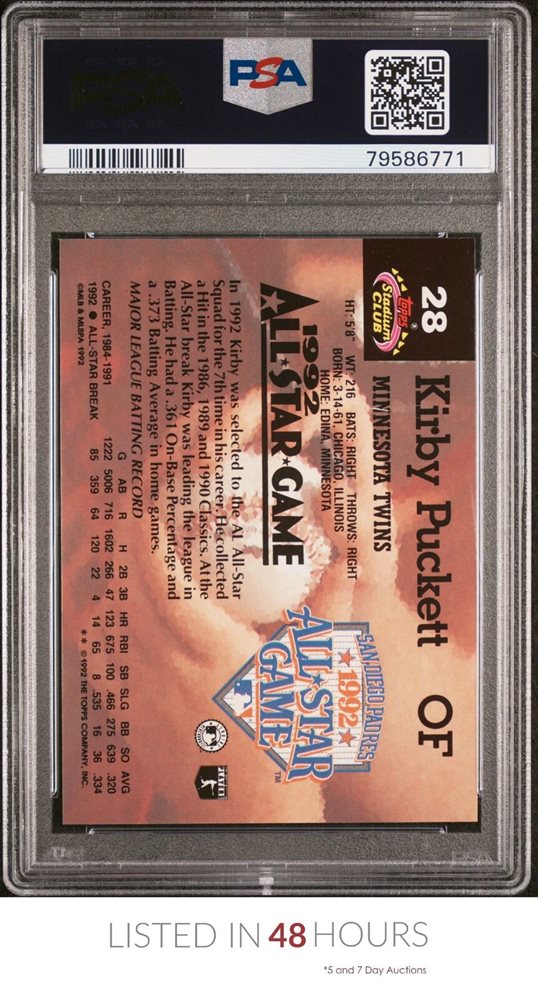 PSA
79586771
28
Topps
Stadium
CLUB
Kirby Puckett OF
MINNESOTA TWINS
HT: 5'8" WT: 216 BATS: RIGHT THROWS: RIGHT
BORN: 3-14-61, CHICAGO, ILLINOIS
HOME: EDINA, MINNESOTA
1992
ALL★STAR★GAME
In 1992 Kirby was selected to the AL All-Star
Squad for the 7th time in his career. He collected
a Hit in the 1986, 1989 and 1990 Classics. At the
All-Star break Kirby was leading the league in
Batting. He had a .361 On-Base Percentage and
a .373 Batting Average in home games.
SAN DIEGO PADRES
★1992★
ALL★STAR
GAME
TM
MAJOR LEAGUE BATTING RECORD
G AB R H 2B 3B HR RBI SB SLG BB SO AVG
CAREER, 1984-1991 1222 5006 716 1602 266 47 123 675 100 .466 275 639 .320
1992 ● ALL-STAR BREAK 85 359 64 120 22 4 14 65 8 .535 16 36 .334
©MLB & MLBPA 1992
** ©1992 THE TOPPS COMPANY, INC.
PSA
LISTED IN 48 HOURS
*5 and 7 Day Auctions